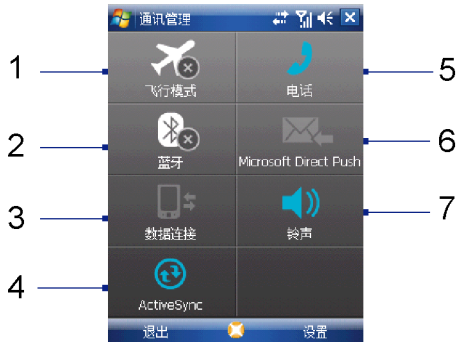 通讯管理
1
飞行模式
电话
5
2
蓝牙
Microsoft Direct Push
6
3
数据连接
铃声
7
4
ActiveSync
退出
设置